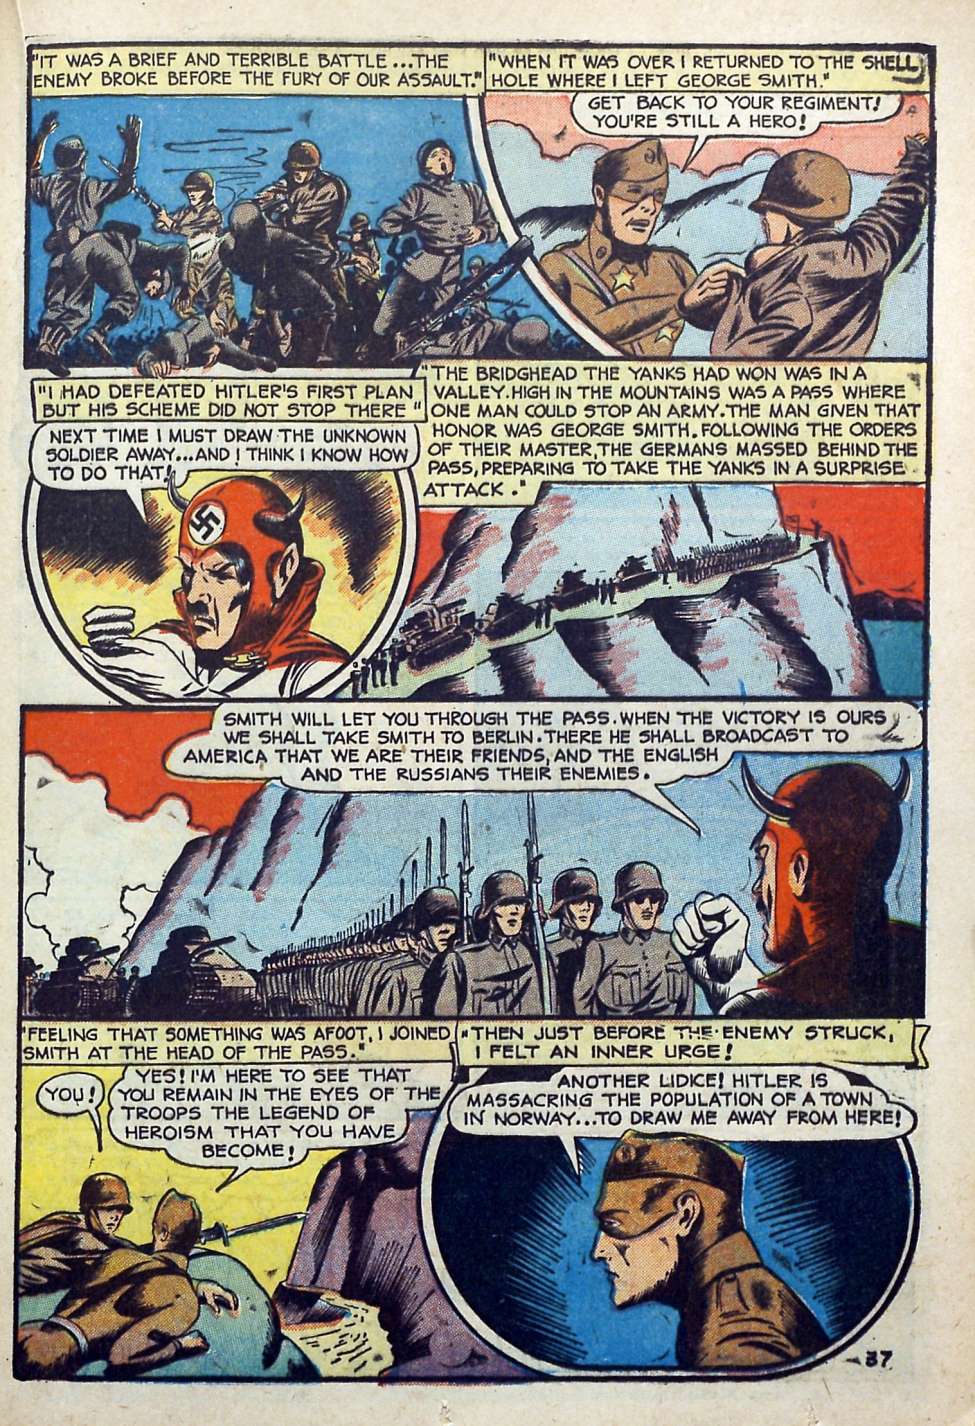 "IT WAS A BRIEF AND TERRIBLE BATTLE...THE
ENEMY BROKE BEFORE THE FURY OF OUR ASSAULT."
"WHEN IT WAS OVER I RETURNED TO THE SHELL
HOLE WHERE I LEFT GEORGE SMITH."
GET BACK TO YOUR REGIMENT!
YOU'RE STILL A HERO!
"I HAD DEFEATED HITLER'S FIRST PLAN
BUT HIS SCHEME DID NOT STOP THERE"
NEXT TIME I MUST DRAW THE UNKNOWN
SOLDIER AWAY...AND I THINK I KNOW HOW
TO DO THAT!
"THE BRIDGHEAD THE YANKS HAD WON WAS IN A
VALLEY. HIGH IN THE MOUNTAINS WAS A PASS WHERE
ONE MAN COULD STOP AN ARMY. THE MAN GIVEN THAT
HONOR WAS GEORGE SMITH. FOLLOWING THE ORDERS
OF THEIR MASTER, THE GERMANS MASSED BEHIND THE
PASS, PREPARING TO TAKE THE YANKS IN A SURPRISE
ATTACK."
SMITH WILL LET YOU THROUGH THE PASS. WHEN THE VICTORY IS OURS
WE SHALL TAKE SMITH TO BERLIN. THERE HE SHALL BROADCAST TO
AMERICA THAT WE ARE THEIR FRIENDS, AND THE ENGLISH
AND THE RUSSIANS THEIR ENEMIES.
"FEELING THAT SOMETHING WAS AFOOT, I JOINED
SMITH AT THE HEAD OF THE PASS."
YOU!
YES! I'M HERE TO SEE THAT
YOU REMAIN IN THE EYES OF THE
TROOPS THE LEGEND OF
HEROISM THAT YOU HAVE
BECOME!
"THEN JUST BEFORE THE ENEMY STRUCK,
I FELT AN INNER URGE!
ANOTHER LIDICE! HITLER IS
MASSACRING THE POPULATION OF A TOWN
IN NORWAY...TO DRAW ME AWAY FROM HERE!
37